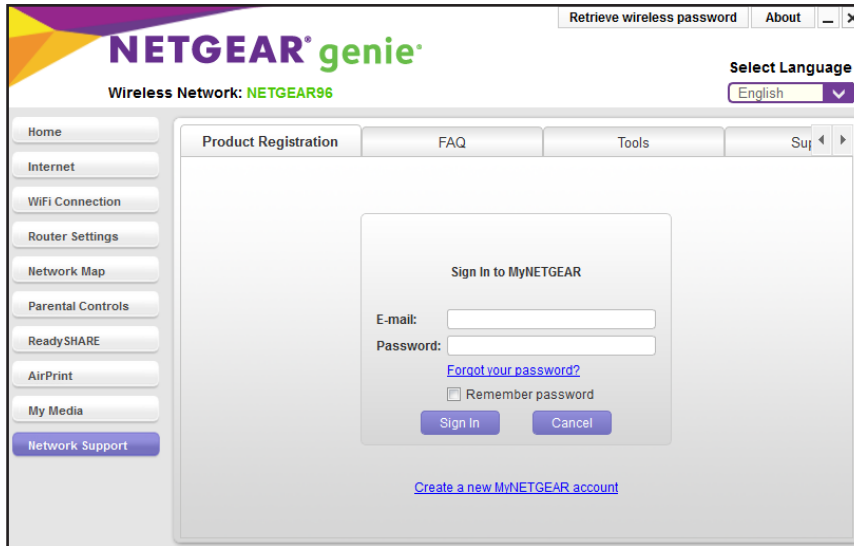 Retrieve wireless password About
NETGEAR® genie®
Select Language
Wireless Network: NETGEAR96
English
Home
Internet
WiFi Connection
Router Settings
Network Map
Parental Controls
ReadySHARE
AirPrint
My Media
Network Support
Product Registration FAQ Tools
Sign In to MyNETGEAR
E-mail:
Password:
Forgot your password?
Remember password
Sign In Cancel
Create a new MyNETGEAR account